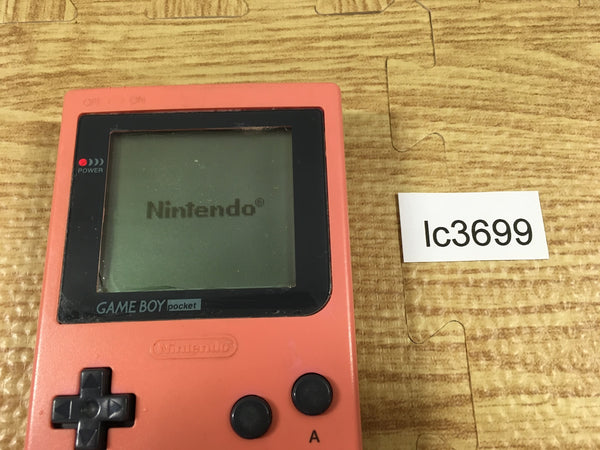 OFF ON
POWER
Nintendo®
GAME BOY pocket
Nintendo®
A
lc3699